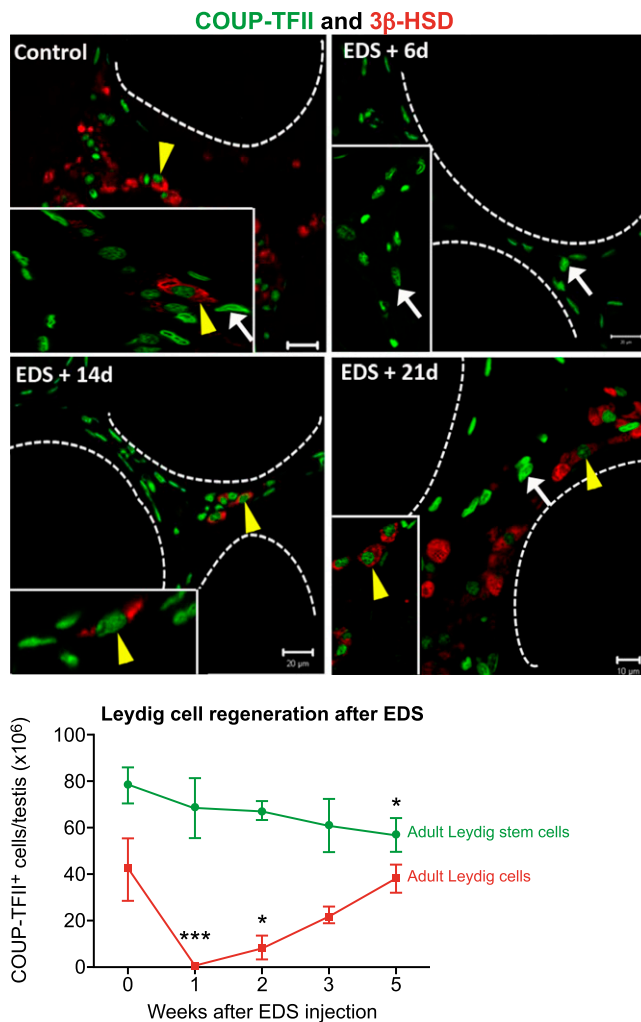 COUP-TFII and 3β-HSD
Control
EDS + 6d
EDS + 14d
20 µm
EDS + 21d
10 µm
Leydig cell regeneration after EDS
COUP-TFII⁺ cells/testis (x10⁶)
100
80
60
40
20
0
*
Adult Leydig stem cells
Adult Leydig cells
***
*
0 1 2 3 5
Weeks after EDS injection